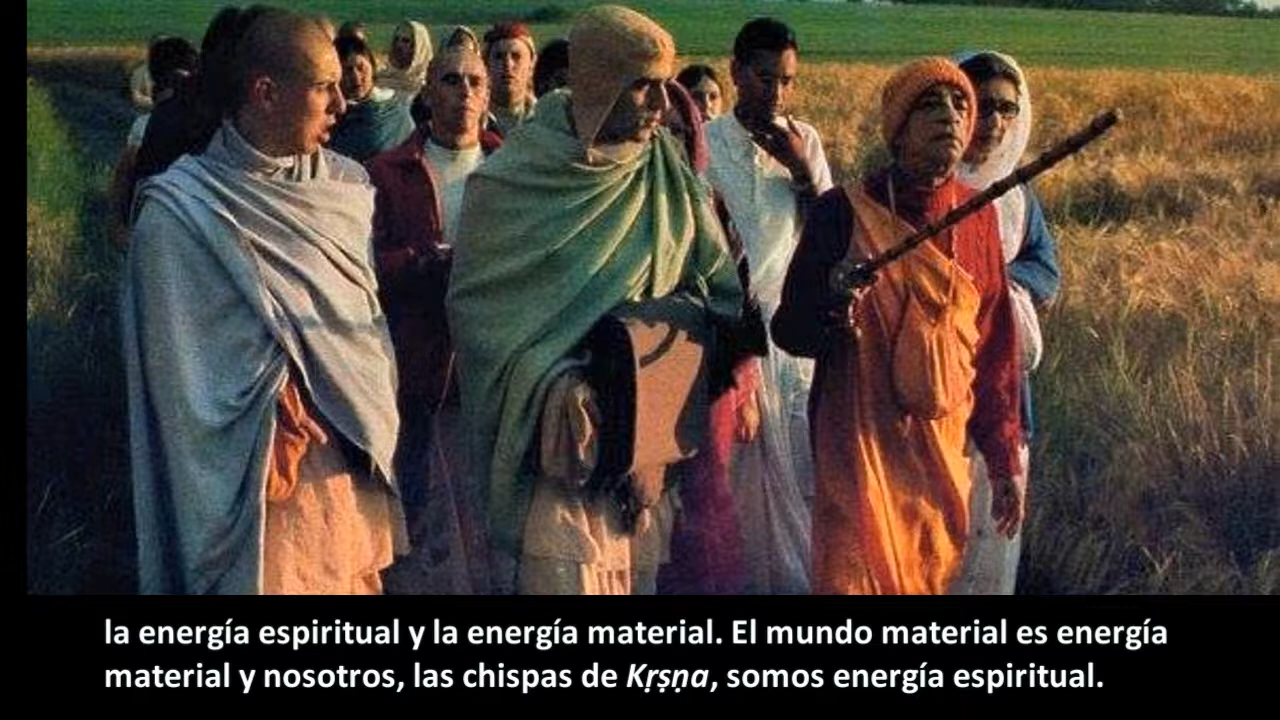 la energía espiritual y la energía material. El mundo material es energía
material y nosotros, las chispas de Kṛṣṇa, somos energía espiritual.